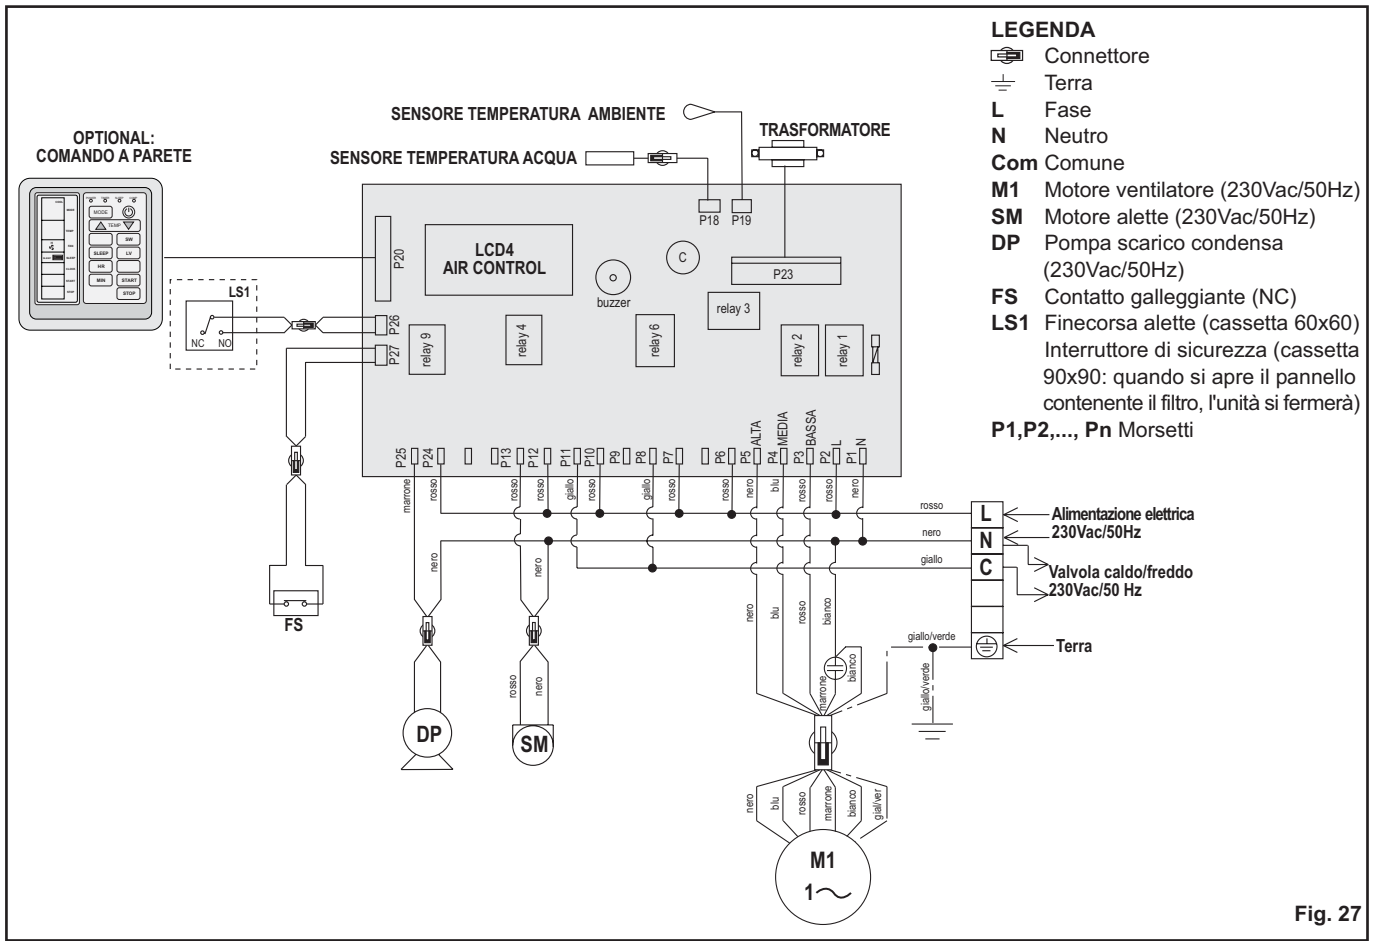 LEGENDA
Connettore
Terra
L Fase
N Neutro
Com Comune
M1 Motore ventilatore (230Vac/50Hz)
SM Motore alette (230Vac/50Hz)
DP Pompa scarico condensa
(230Vac/50Hz)
FS Contatto galleggiante (NC)
LS1 Finecorsa alette (cassetta 60x60)
Interruttore di sicurezza (cassetta
90x90: quando si apre il pannello
contenente il filtro, l'unità si fermerà)
P1,P2,..., Pn Morsetti
OPTIONAL:
COMANDO A PARETE
SENSORE TEMPERATURA AMBIENTE
SENSORE TEMPERATURA ACQUA
TRASFORMATORE
MODE
TEMP
SW
SLEEP LV
HR
MIN START
STOP
LS1
NC NO
P20
P26
P27
LCD4
AIR CONTROL
buzzer
C
P18 P19
P23
relay 9
relay 4
relay 6
relay 3
relay 2
relay 1
P25
P24
P13
P12
P11
P10
P9
P8
P7
P6
P5 ALTA
P4 MEDIA
P3 BASSA
P2 L
P1 N
marrone
rosso
rosso
rosso
giallo
rosso
giallo
rosso
rosso
nero
blu
rosso
rosso
nero
rosso
nero
giallo
L
N
C
Alimentazione elettrica
230Vac/50Hz
Valvola caldo/freddo
230Vac/50 Hz
Terra
giallo/verde
giallo/verde
nero
nero
nero
blu
rosso
bianco
marrone
bianco
rosso
nero
FS
DP
SM
nero
blu
rosso
marrone
bianco
gial/ver
M1
1
Fig. 27